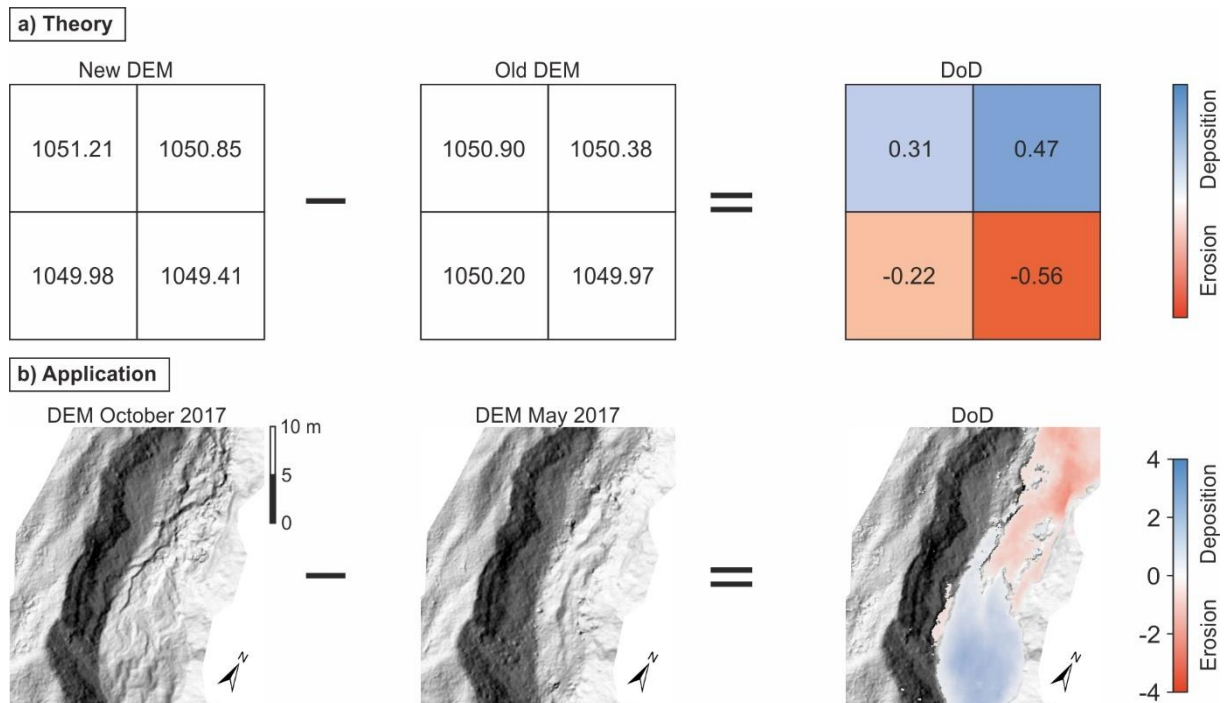 a) Theory
New DEM
Old DEM
DoD
1051.21 1050.85
1050.90 1050.38
0.31 0.47
1049.98 1049.41
1050.20 1049.97
-0.22 -0.56
Deposition
Erosion
b) Application
DEM October 2017
DEM May 2017
DoD
10 m
5
0
4
2
0
-2
-4
Deposition
Erosion
N
N
N